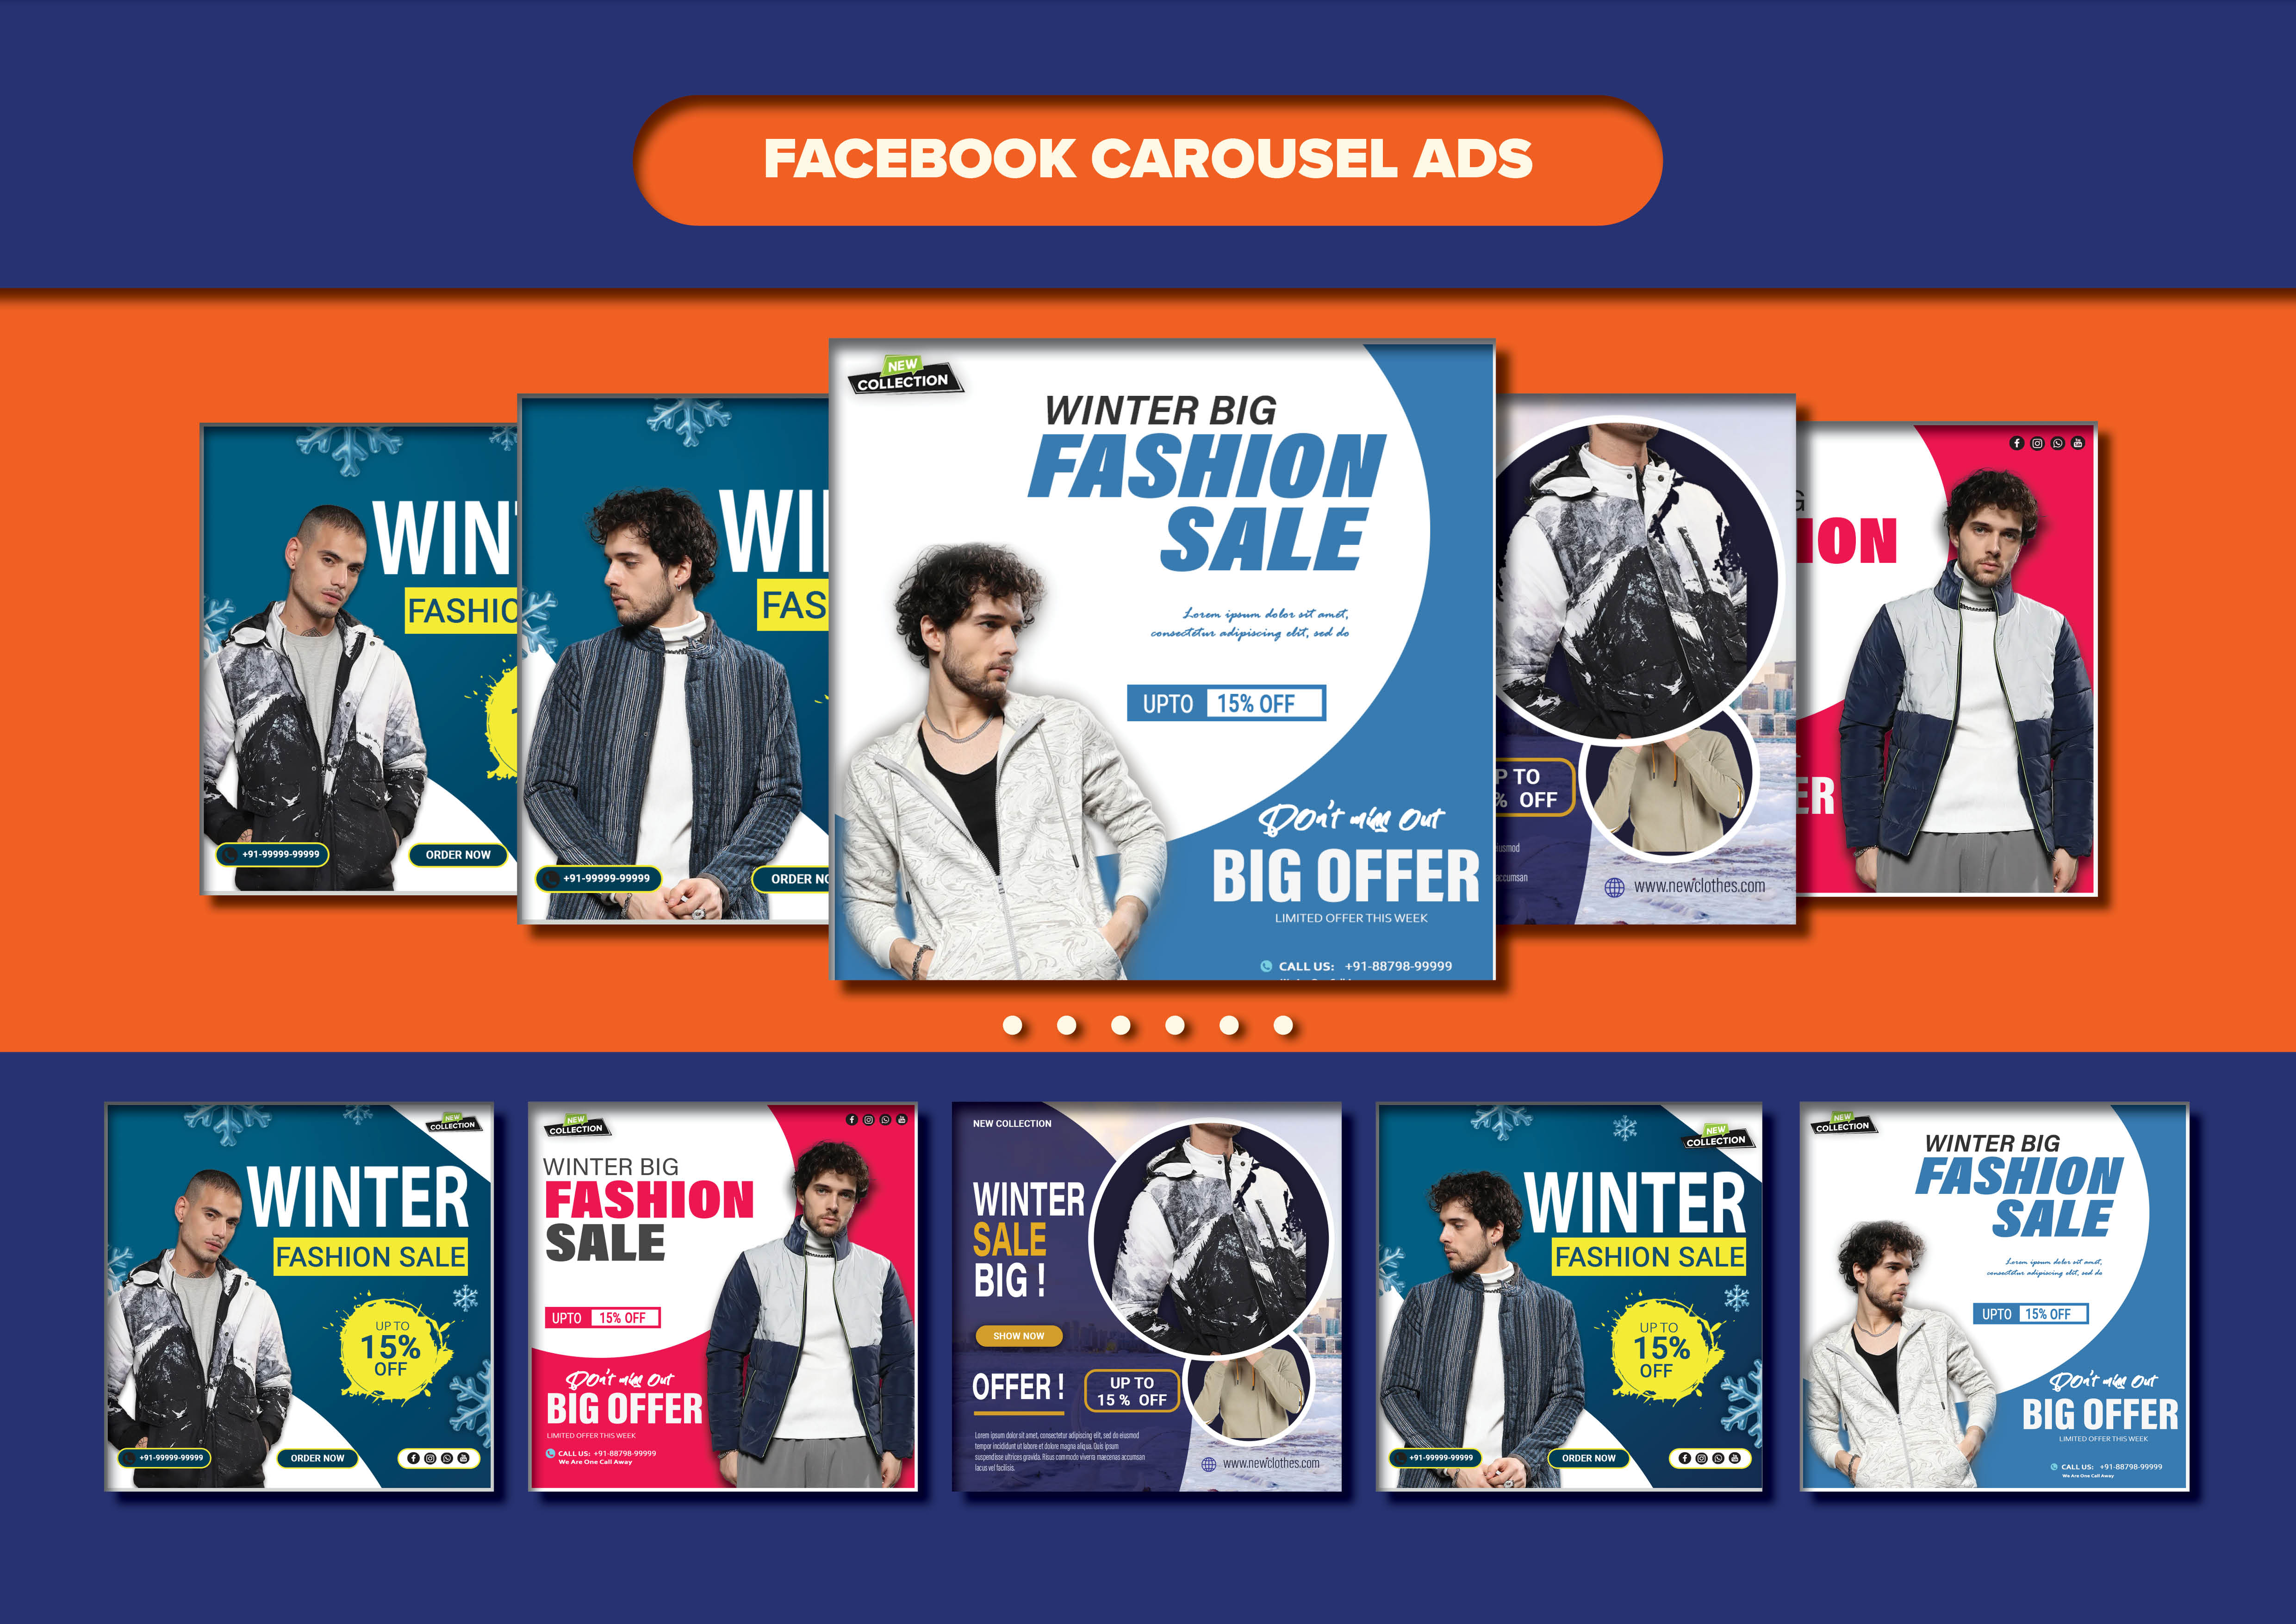 FACEBOOK CAROUSEL ADS
WIN
FASHIO
+91-99999-99999
ORDER NOW
WI
FAS
+91-99999-99999
ORDER NO
NEW
COLLECTION
WINTER BIG
FASHION
SALE
Lorem ipsum dolor sit amet,
consectetur adipiscing elit, sed do
UPTO 15% OFF
Don't miss Out
BIG OFFER
LIMITED OFFER THIS WEEK
CALL US: +91-88798-99999
P TO
% OFF
iusmod
accumsan
www.newclothes.com
G
ION
ER
NEW
COLLECTION
WINTER
FASHION SALE
UP TO
15%
OFF
+91-99999-99999
ORDER NOW
NEW
COLLECTION
WINTER BIG
FASHION
SALE
UPTO 15% OFF
Don't miss Out
BIG OFFER
LIMITED OFFER THIS WEEK
CALL US: +91-88798-99999
We Are One Call Away
NEW COLLECTION
WINTER
SALE
BIG !
SHOW NOW
OFFER !
UP TO
15 % OFF
Lorem ipsum dolor sit amet, consectetur adipiscing elit, sed do eiusmod
tempor incididunt ut labore et dolore magna aliqua. Quis ipsum
suspendisse ultrices gravida. Risus commodo viverra maecenas accumsan
lacus vel facilisis.
www.newclothes.com
NEW
COLLECTION
WINTER
FASHION SALE
UP TO
15%
OFF
+91-99999-99999
ORDER NOW
NEW
COLLECTION
WINTER BIG
FASHION
SALE
Lorem ipsum dolor sit amet,
consectetur adipiscing elit, sed do
UPTO 15% OFF
Don't miss Out
BIG OFFER
LIMITED OFFER THIS WEEK
CALL US: +91-88798-99999
We Are One Call Away